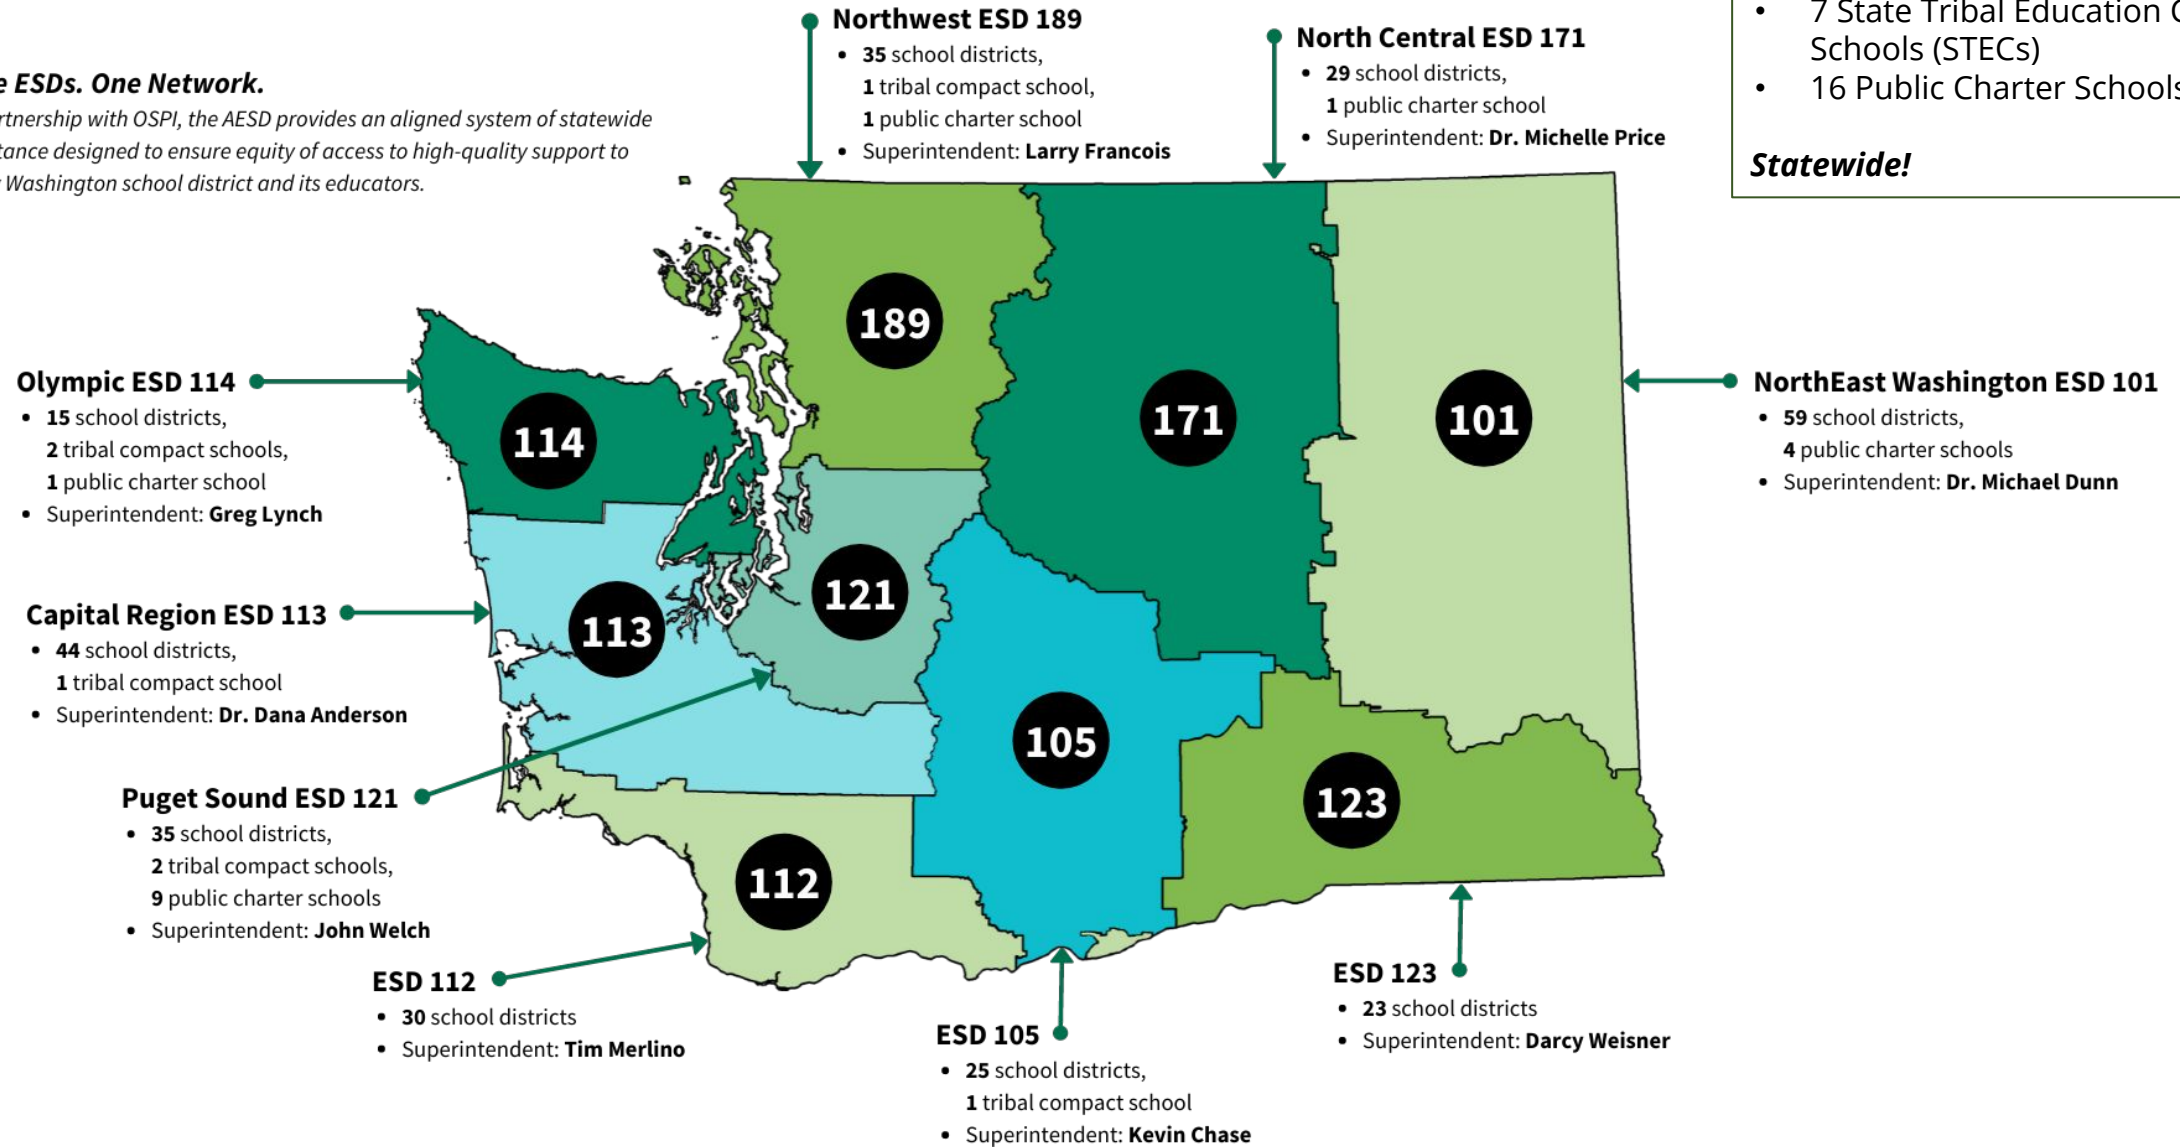 e ESDs. One Network.
rtnership with OSPI, the AESD provides an aligned system of statewide
tance designed to ensure equity of access to high-quality support to
Washington school district and its educators.
Northwest ESD 189
• 35 school districts,
1 tribal compact school,
1 public charter school
• Superintendent: Larry Francois
North Central ESD 171
• 29 school districts,
1 public charter school
• Superintendent: Dr. Michelle Price
• 7 State Tribal Education
Schools (STECs)
• 16 Public Charter Schools
Statewide!
Olympic ESD 114
• 15 school districts,
2 tribal compact schools,
1 public charter school
• Superintendent: Greg Lynch
NorthEast Washington ESD 101
• 59 school districts,
4 public charter schools
• Superintendent: Dr. Michael Dunn
Capital Region ESD 113
• 44 school districts,
1 tribal compact school
• Superintendent: Dr. Dana Anderson
Puget Sound ESD 121
• 35 school districts,
2 tribal compact schools,
9 public charter schools
• Superintendent: John Welch
ESD 112
• 30 school districts
• Superintendent: Tim Merlino
ESD 105
• 25 school districts,
1 tribal compact school
• Superintendent: Kevin Chase
ESD 123
• 23 school districts
• Superintendent: Darcy Weisner
189
171
101
114
121
113
105
123
112